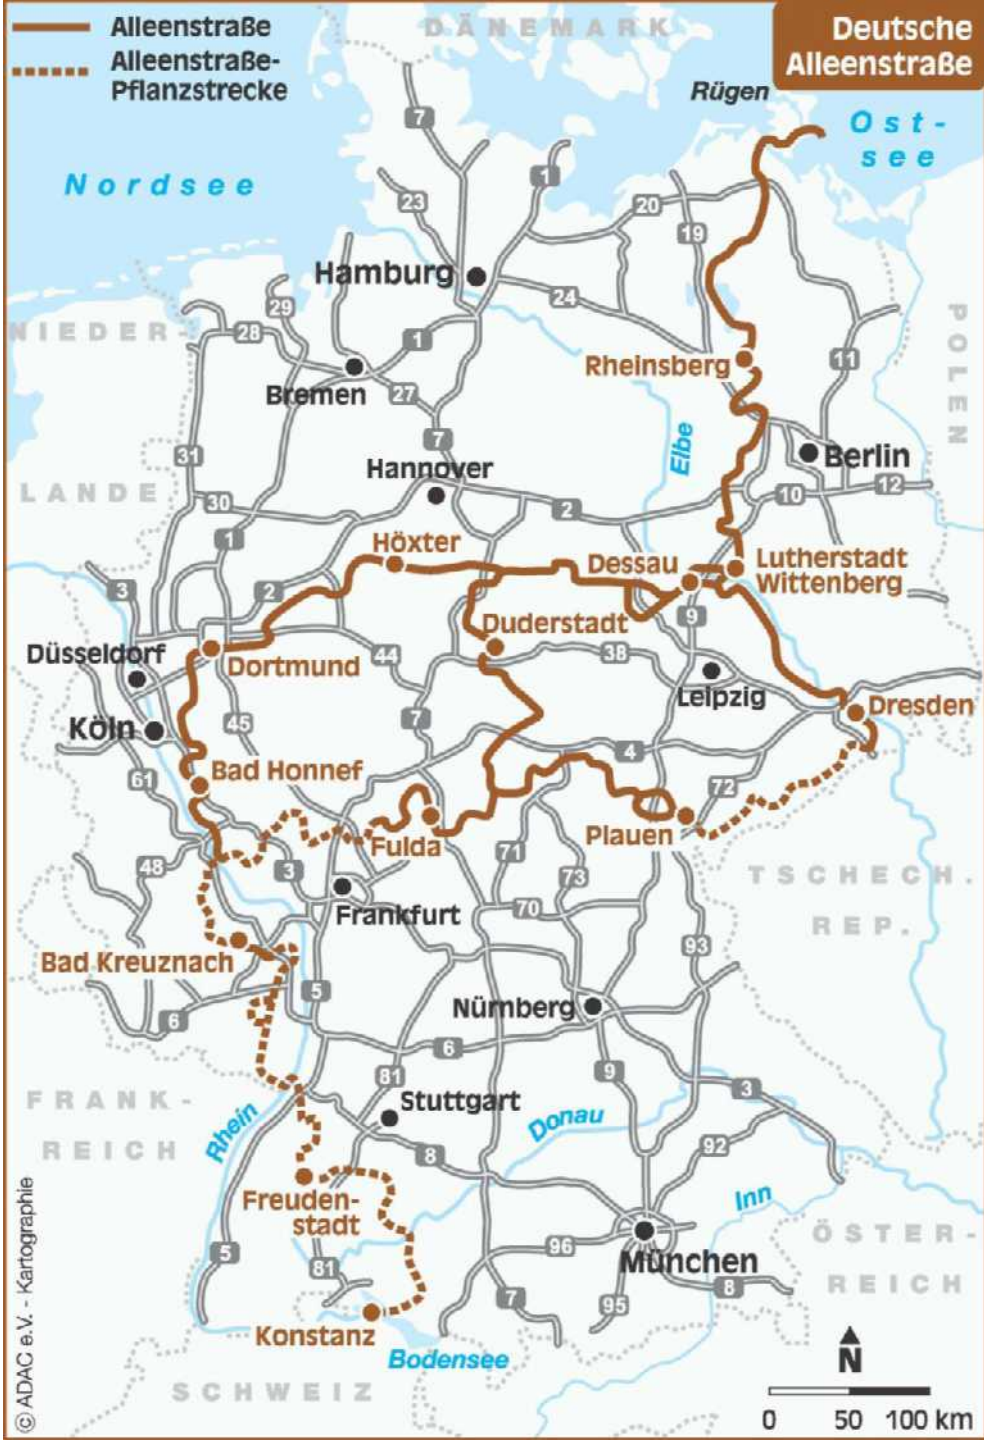 Alleenstraße
Alleenstraße-
Pflanzstrecke
Deutsche
Alleenstraße
DÄNEMARK
Rügen
Ost-
see
Nordsee
7
1
23
20
19
Hamburg
24
29
28
1
NIEDER-
POLEN
11
Rheinsberg
Bremen
27
7
Elbe
31
Hannover
Berlin
LANDE
30
2
10
12
1
Höxter
Dessau
Lutherstadt
Wittenberg
3
2
9
Duderstadt
Düsseldorf
Dortmund
44
38
Leipzig
Köln
45
7
Dresden
4
61
Bad Honnef
72
Fulda
Plauen
71
48
3
73
TSCHECH.
Frankfurt
70
REP.
93
Bad Kreuznach
5
Nürnberg
6
6
81
9
3
FRANK-
REICH
Rhein
Stuttgart
Donau
8
92
Freuden-
stadt
Inn
ÖSTER-
REICH
5
81
96
München
8
7
95
Konstanz
Bodensee
SCHWEIZ
N
0 50 100 km
© ADAC e.V. - Kartographie